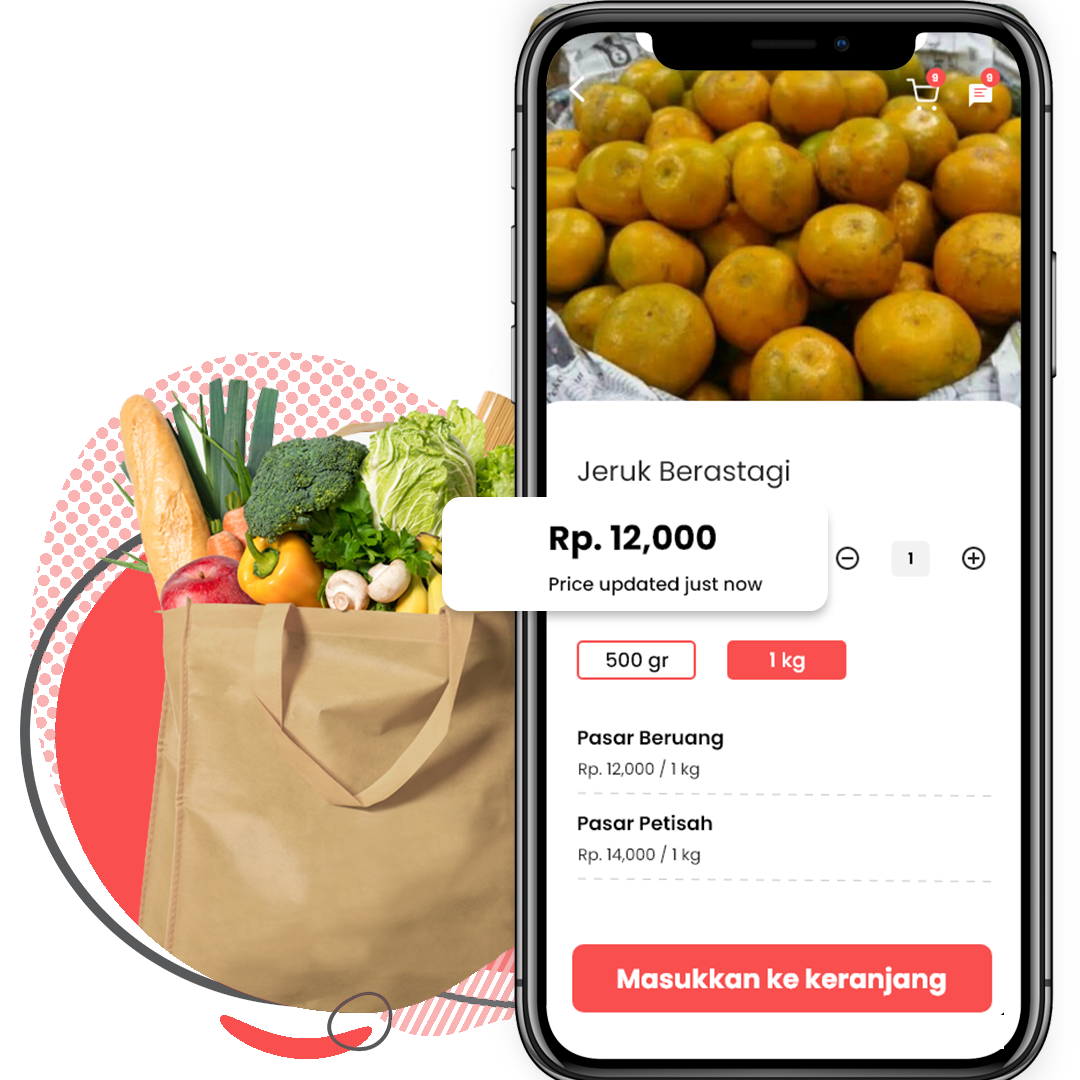 9
9
Jeruk Berastagi
Rp. 12,000
Price updated just now
1
500 gr
1 kg
Pasar Beruang
Rp. 12,000 / 1 kg
Pasar Petisah
Rp. 14,000 / 1 kg
Masukkan ke keranjang